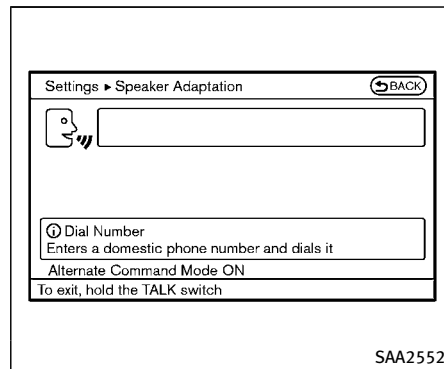 Settings ▸ Speaker Adaptation
BACK
Dial Number
Enters a domestic phone number and dials it
Alternate Command Mode ON
To exit, hold the TALK switch
SAA2552